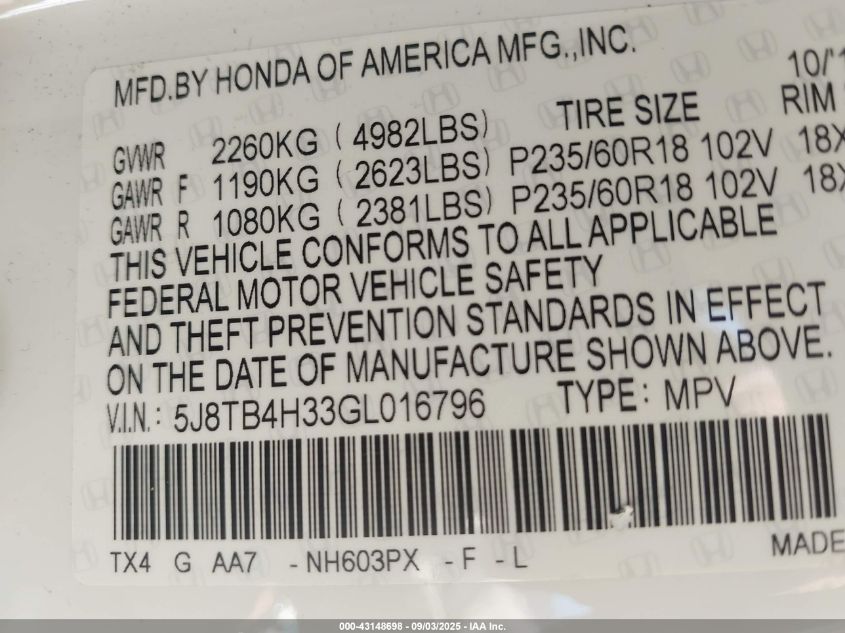 MFD.BY HONDA OF AMERICA MFG.,INC. 10/'1
GVWR 2260KG ( 4982LBS) TIRE SIZE RIM
GAWR F 1190KG ( 2623LBS) P235/60R18 102V 18X
GAWR R 1080KG ( 2381LBS) P235/60R18 102V 18X
THIS VEHICLE CONFORMS TO ALL APPLICABLE
FEDERAL MOTOR VEHICLE SAFETY
AND THEFT PREVENTION STANDARDS IN EFFECT
ON THE DATE OF MANUFACTURE SHOWN ABOVE.
V.I.N.: 5J8TB4H33GL016796 TYPE: MPV
TX4 G AA7 -NH603PX -F -L MADE
000-43148698 - 09/03/2025 - IAA Inc.